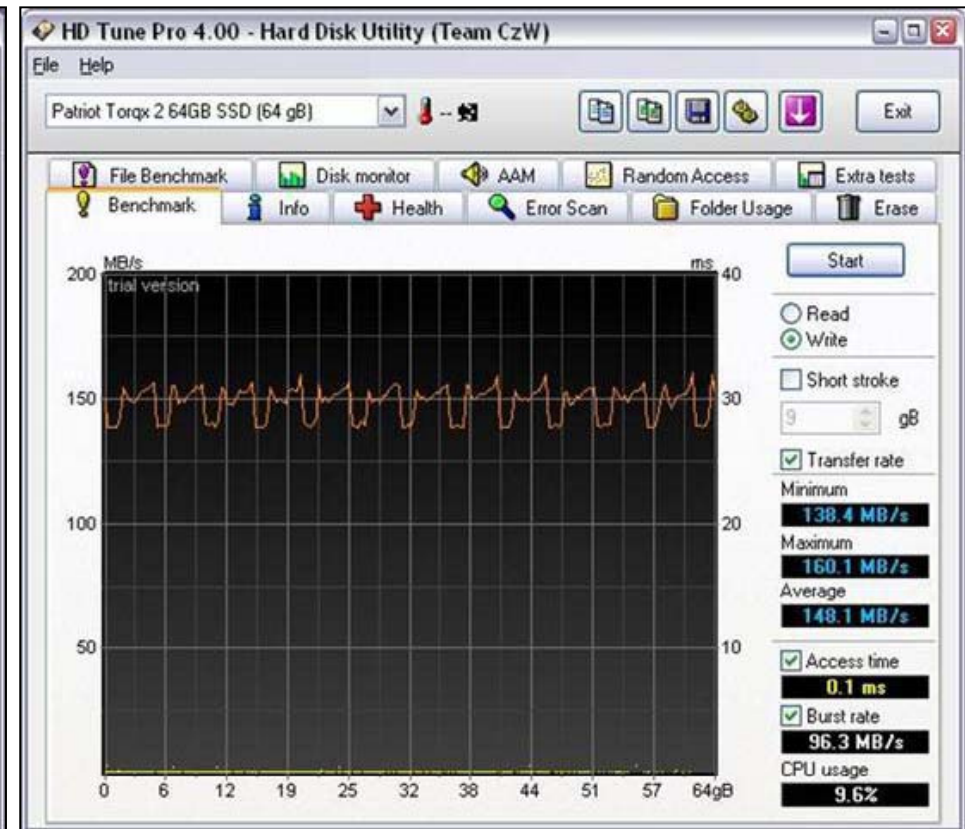 HD Tune Pro 4.00 - Hard Disk Utility (Team CzW)
File Help
Patriot Torqx 2 64GB SSD (64 gB) -- Exit
File Benchmark Disk monitor AAM Random Access Extra tests
Benchmark Info Health Error Scan Folder Usage Erase
MB/s ms
trial version
200
150
100
50
40
30
20
10
0 6 12 19 25 32 38 44 51 57 64gB
Start
Read
Write
Short stroke
9 gB
Transfer rate
Minimum
138.4 MB/s
Maximum
160.1 MB/s
Average
148.1 MB/s
Access time
0.1 ms
Burst rate
96.3 MB/s
CPU usage
9.6%